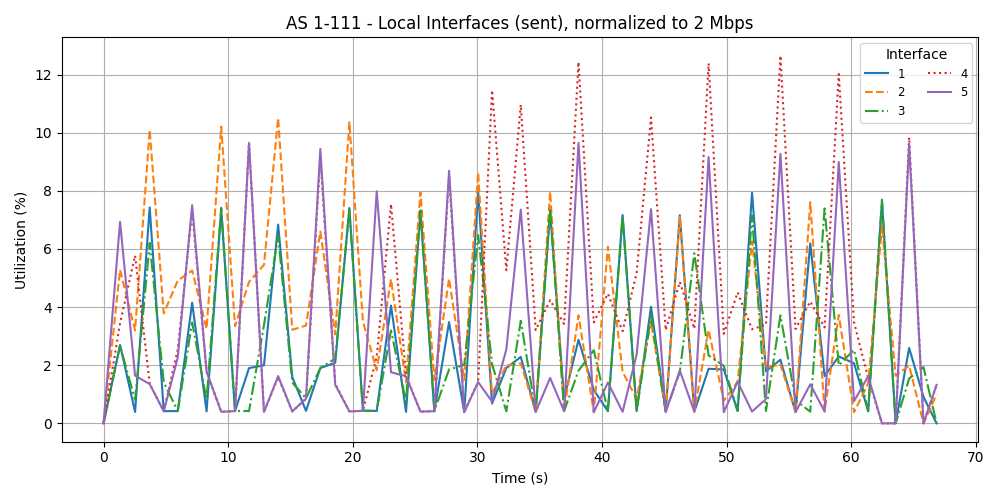 AS 1-111 - Local Interfaces (sent), normalized to 2 Mbps
Interface
1
2
3
4
5
Utilization (%)
12
10
8
6
4
2
0
0 10 20 30 40 50 60 70
Time (s)